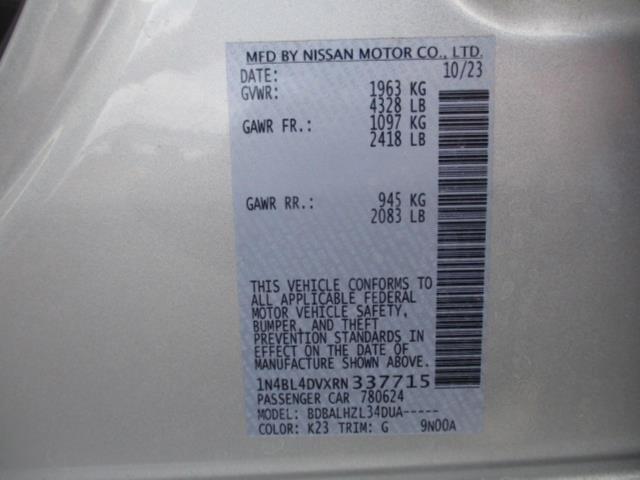 MFD BY NISSAN MOTOR CO., LTD.
DATE: 10/23
GVWR: 1963 KG
4328 LB
GAWR FR.: 1097 KG
2418 LB
GAWR RR.: 945 KG
2083 LB
THIS VEHICLE CONFORMS TO
ALL APPLICABLE FEDERAL
MOTOR VEHICLE SAFETY,
BUMPER, AND THEFT
PREVENTION STANDARDS IN
EFFECT ON THE DATE OF
MANUFACTURE SHOWN ABOVE.
1N4BL4DVXRN337715
PASSENGER CAR 780624
MODEL: BDBALHZL34DUA-----
COLOR: K23 TRIM: G 9N00A